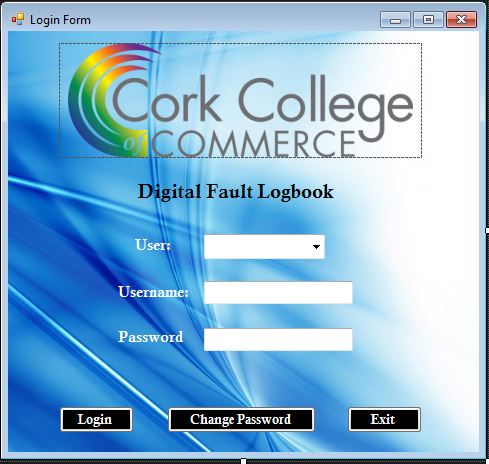 Login Form
Cork College
of COMMERCE
Digital Fault Logbook
User:
Username:
Password
Login Change Password Exit